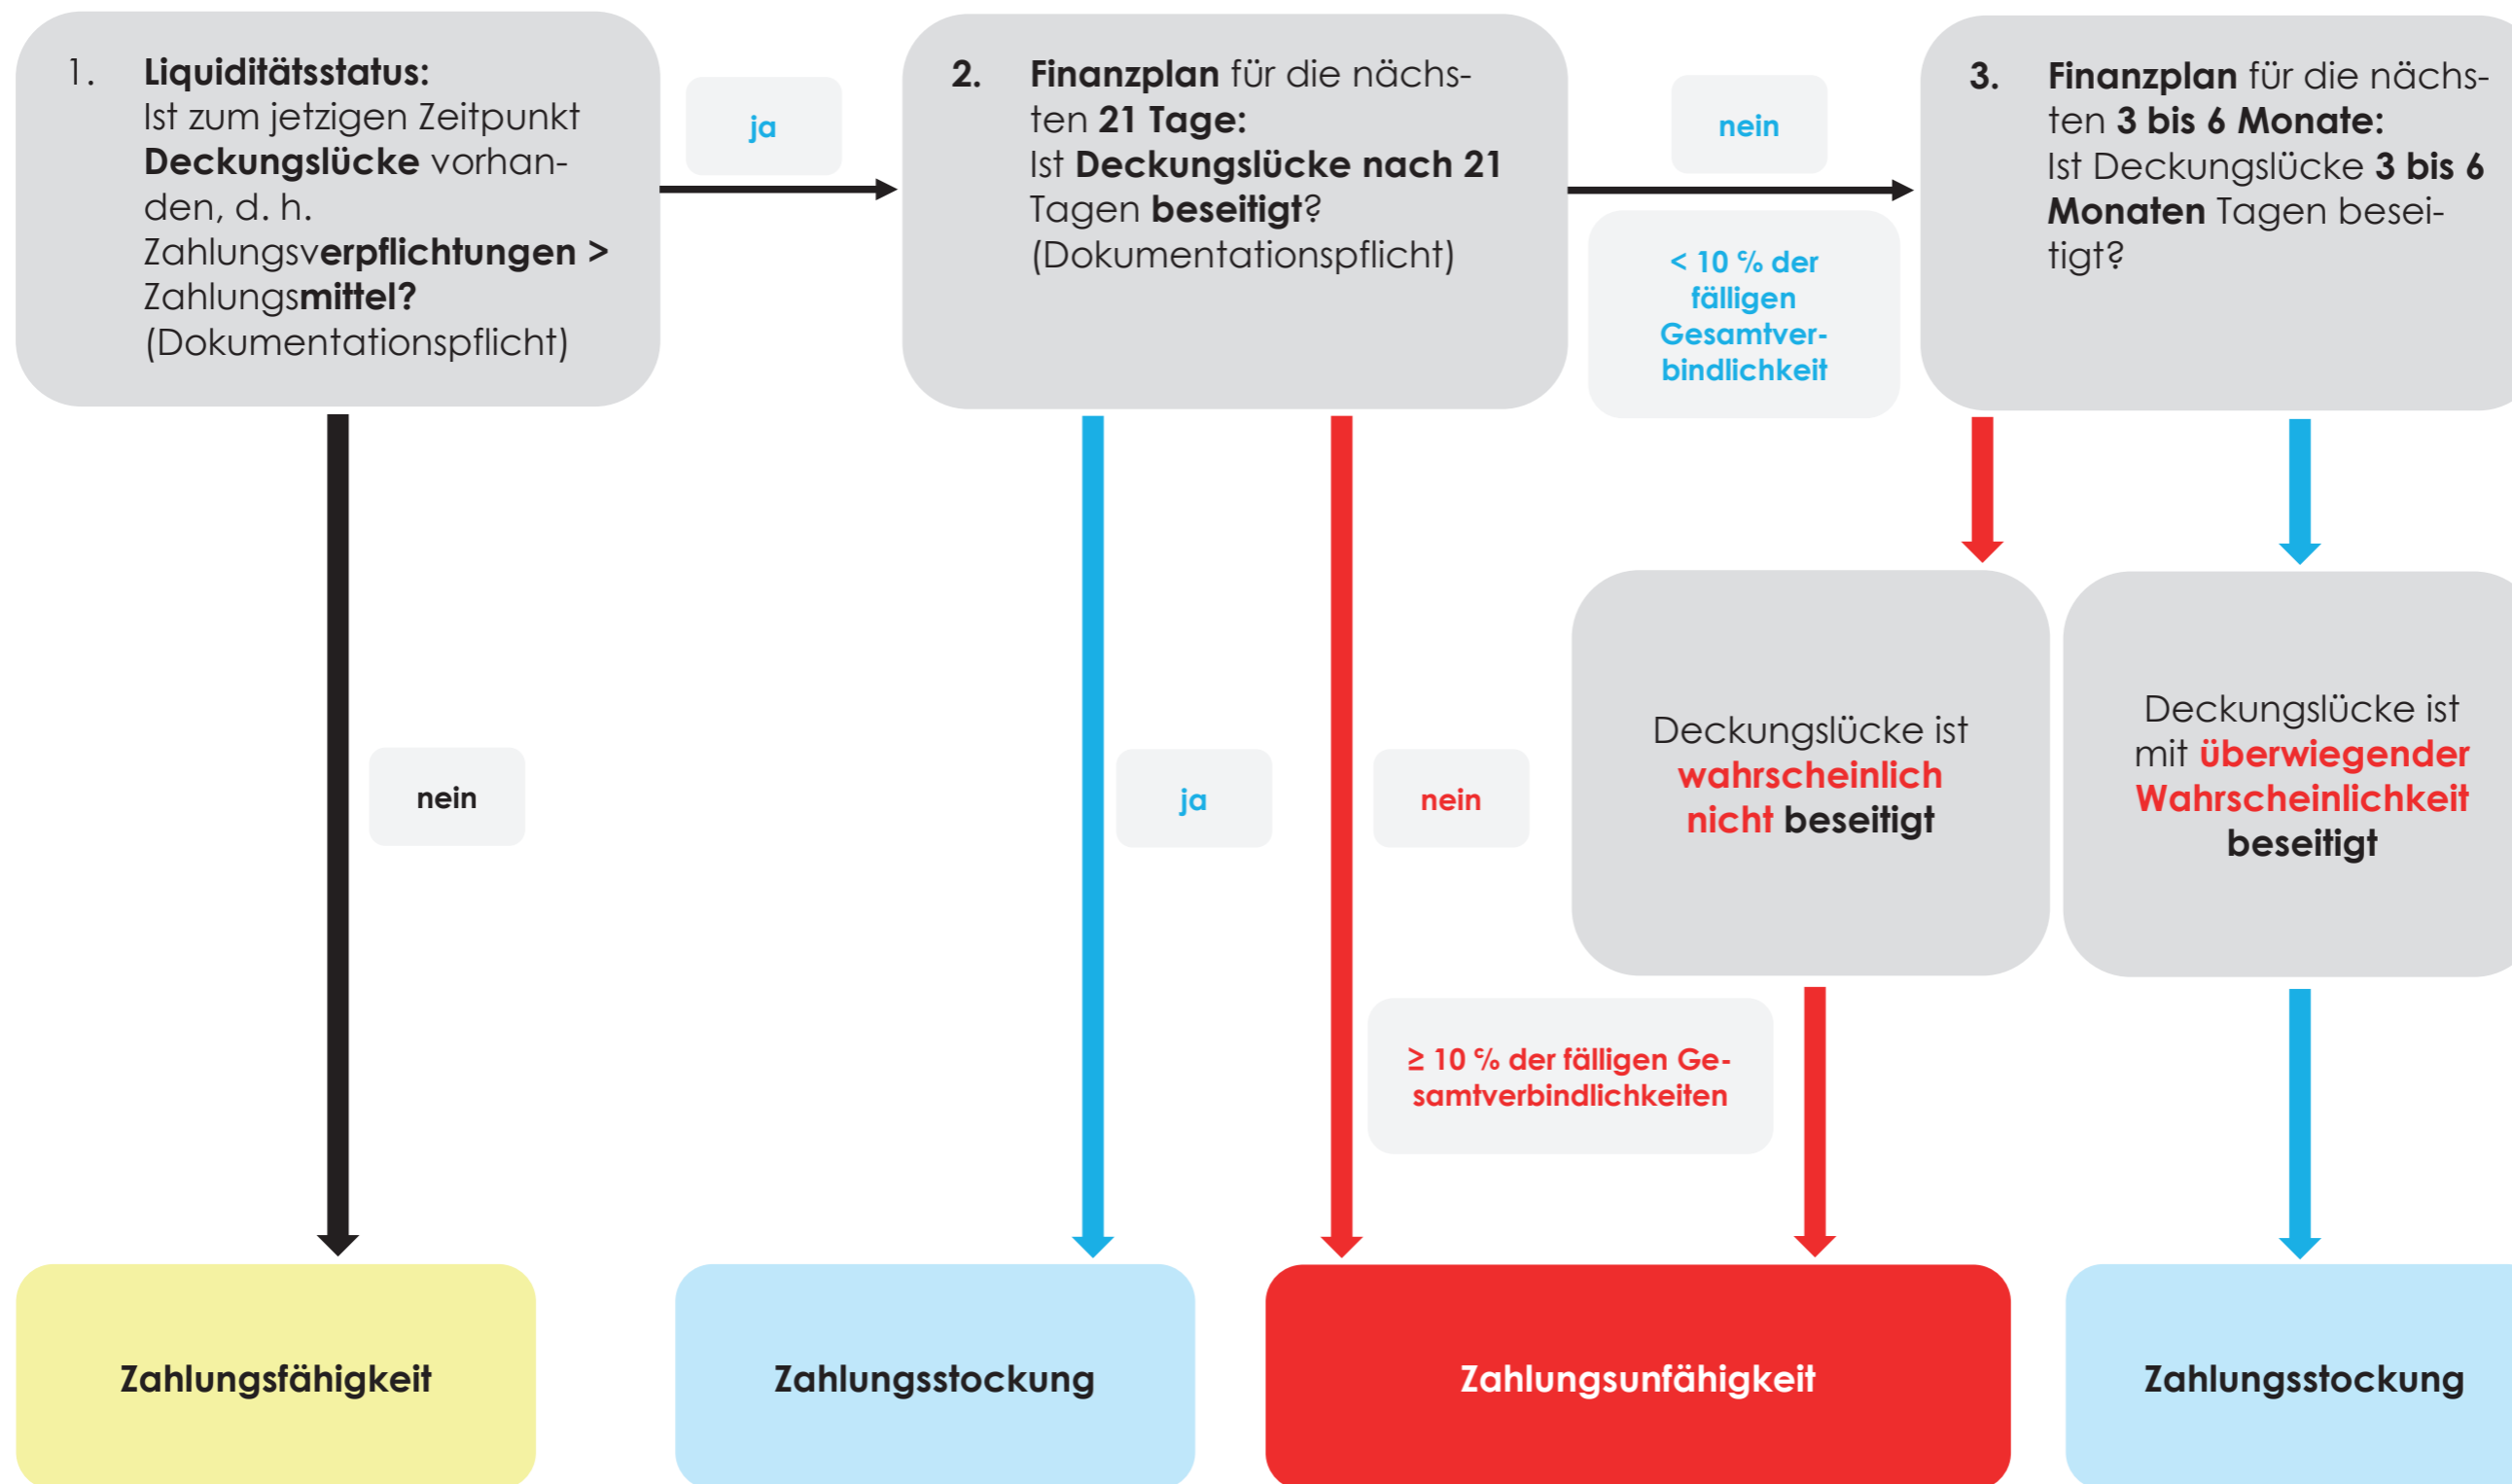 1. Liquiditätsstatus:
Ist zum jetzigen Zeitpunkt
Deckungslücke vorhan-
den, d. h.
Zahlungsverpflichtungen >
Zahlungsmittel?
(Dokumentationspflicht)
ja
2. Finanzplan für die nächs-
ten 21 Tage:
Ist Deckungslücke nach 21
Tagen beseitigt?
(Dokumentationspflicht)
nein
< 10 % der
fälligen
Gesamtver-
bindlichkeit
3. Finanzplan für die nächs-
ten 3 bis 6 Monate:
Ist Deckungslücke 3 bis 6
Monaten Tagen besei-
tigt?
nein
ja
nein
Deckungslücke ist
wahrscheinlich
nicht beseitigt
Deckungslücke ist
mit überwiegender
Wahrscheinlichkeit
beseitigt
≥ 10 % der fälligen Ge-
samtverbindlichkeiten
Zahlungsfähigkeit
Zahlungsstockung
Zahlungsunfähigkeit
Zahlungsstockung